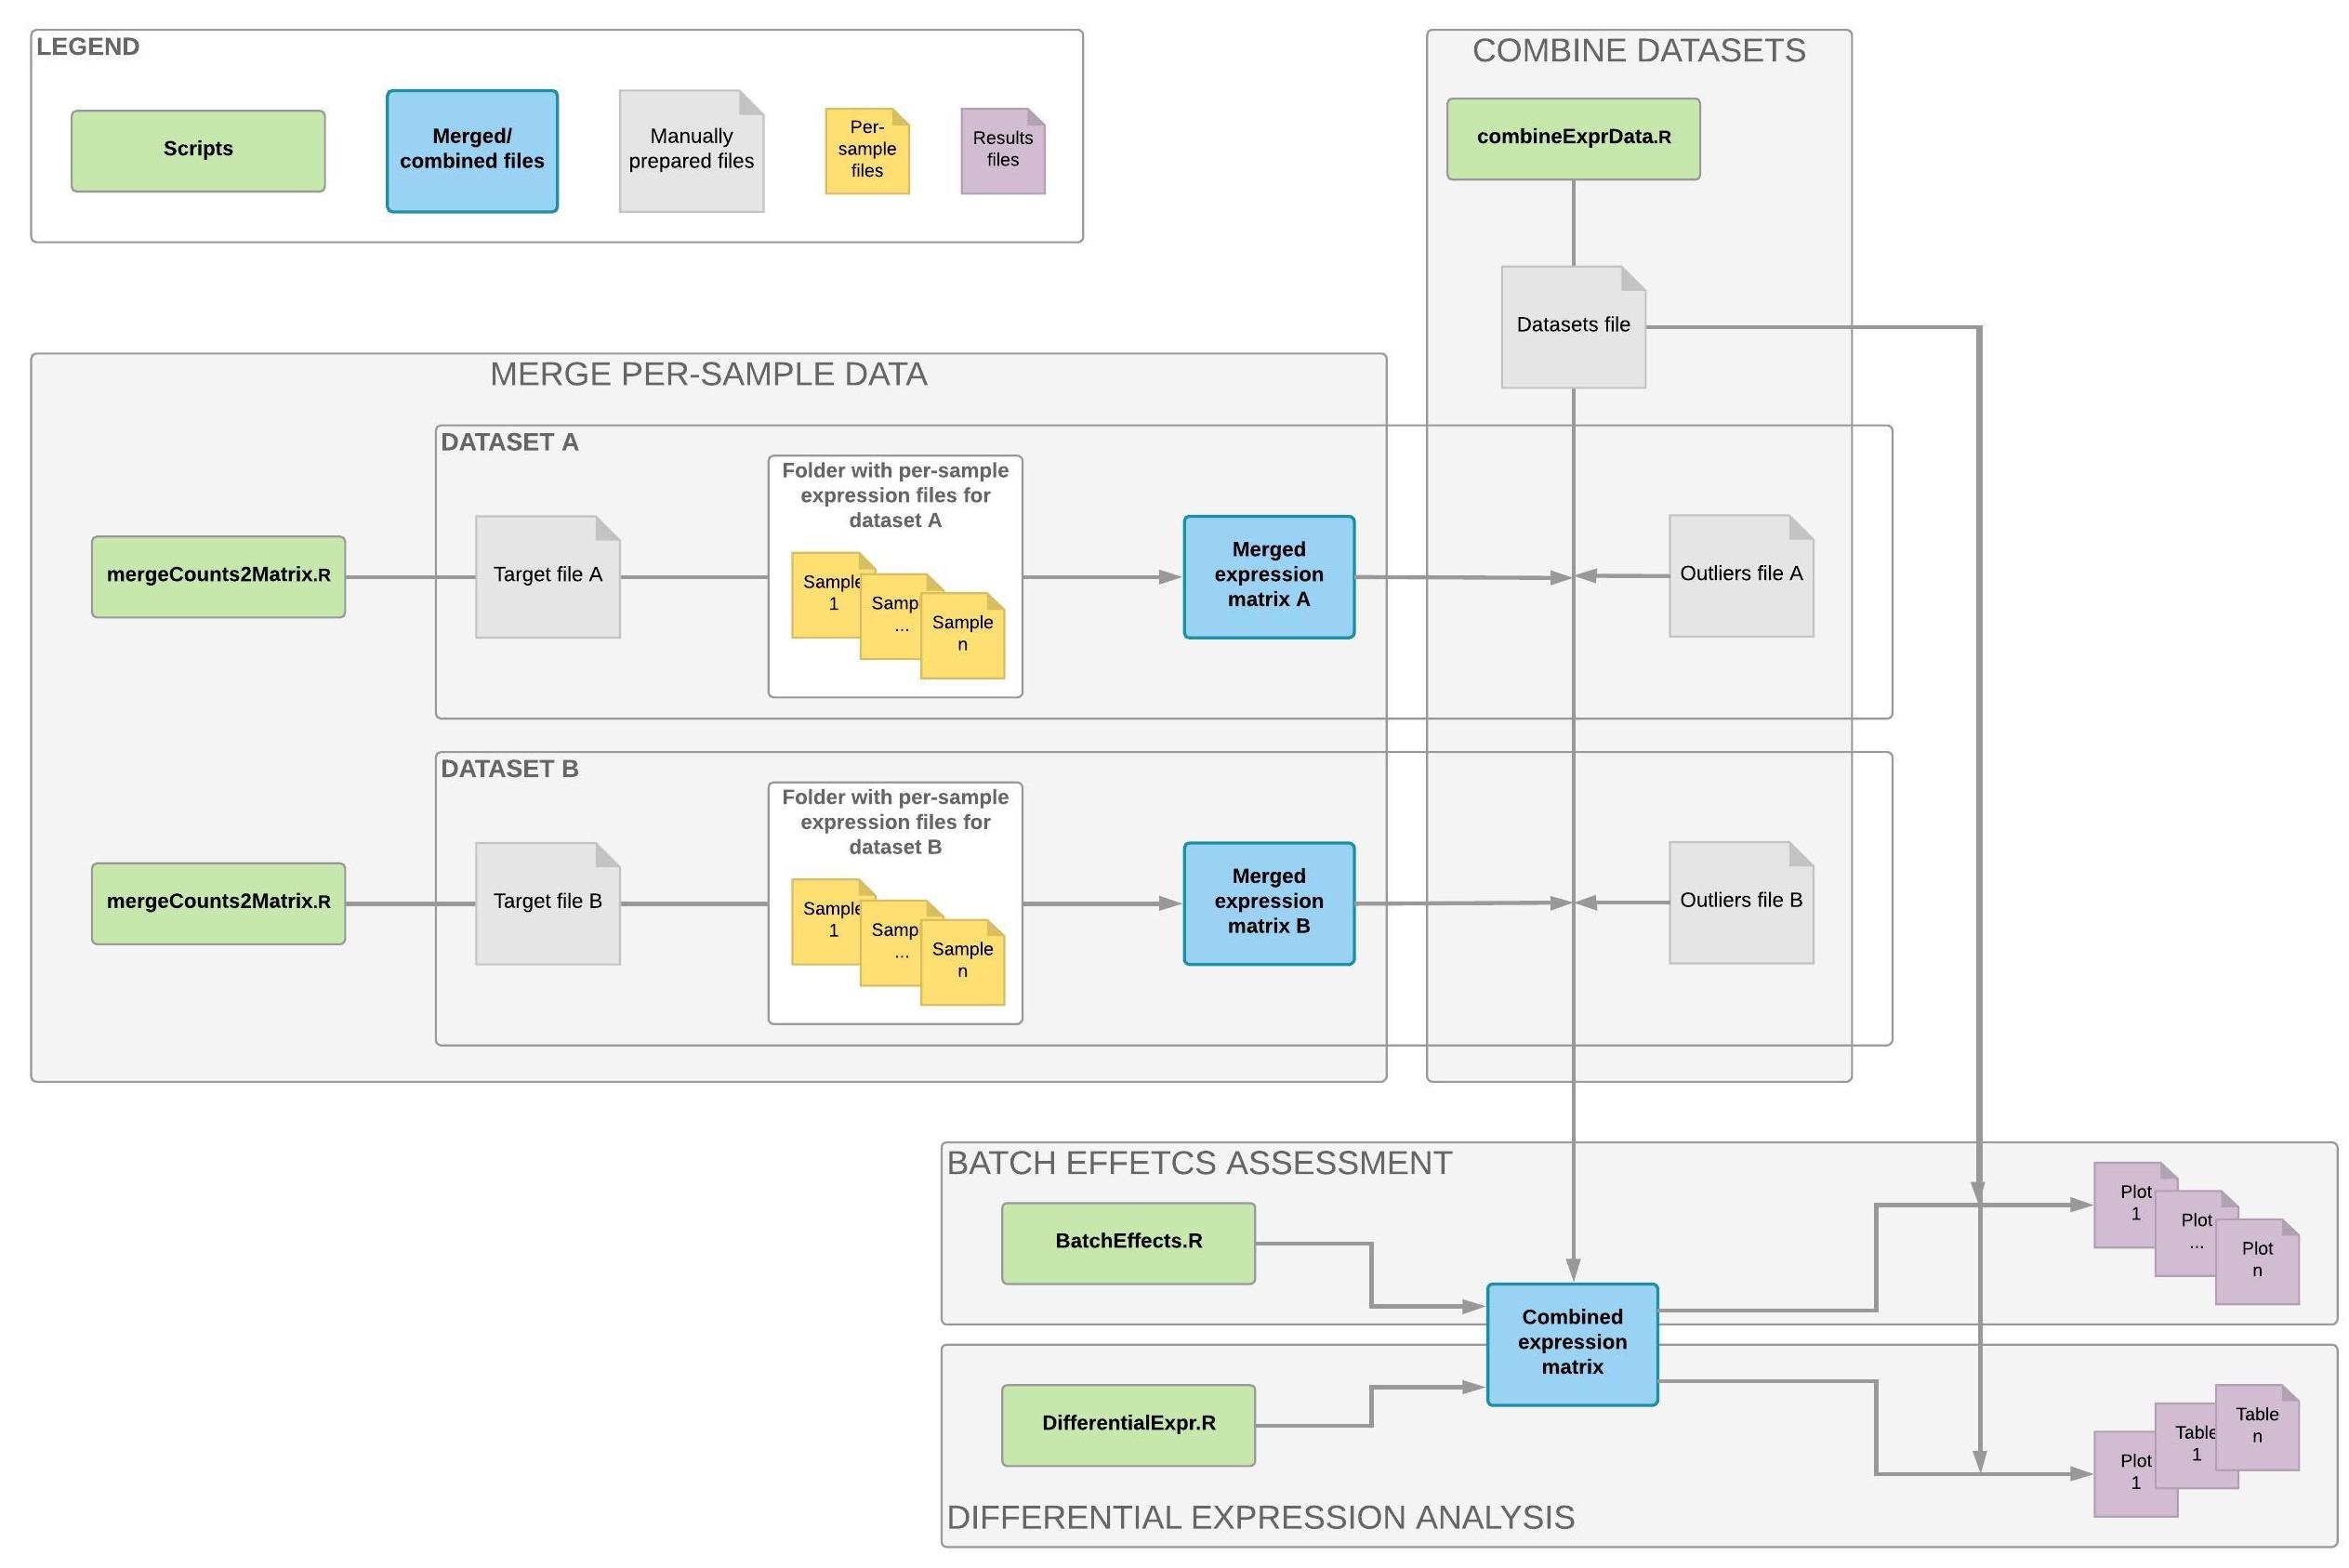 LEGEND
Scripts
Merged/
combined files
Manually
prepared files
Per-
sample
files
Results
files
COMBINE DATASETS
combineExprData.R
Datasets file
MERGE PER-SAMPLE DATA
DATASET A
mergeCounts2Matrix.R
Target file A
Folder with per-sample
expression files for
dataset A
Sample
1
Samp
...
Sample
n
Merged
expression
matrix A
Outliers file A
DATASET B
mergeCounts2Matrix.R
Target file B
Folder with per-sample
expression files for
dataset B
Sample
1
Samp
...
Sample
n
Merged
expression
matrix B
Outliers file B
BATCH EFFETCS ASSESSMENT
BatchEffects.R
Combined
expression
matrix
Plot
1
Plot
...
Plot
n
DifferentialExpr.R
Plot
1
Table
1
Table
n
DIFFERENTIAL EXPRESSION ANALYSIS